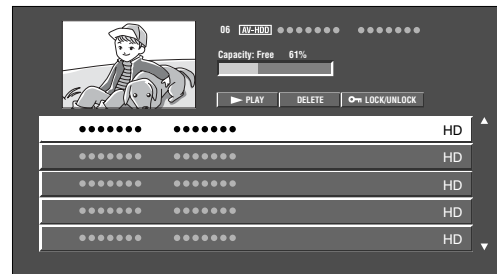 06 AV-HDD ●●●●●●● ●●●●●●●
Capacity: Free 61%
▶ PLAY DELETE LOCK/UNLOCK
●●●●●●● ●●●●●●● HD
●●●●●●● ●●●●●●● HD
●●●●●●● ●●●●●●● HD
●●●●●●● ●●●●●●● HD
●●●●●●● ●●●●●●● HD